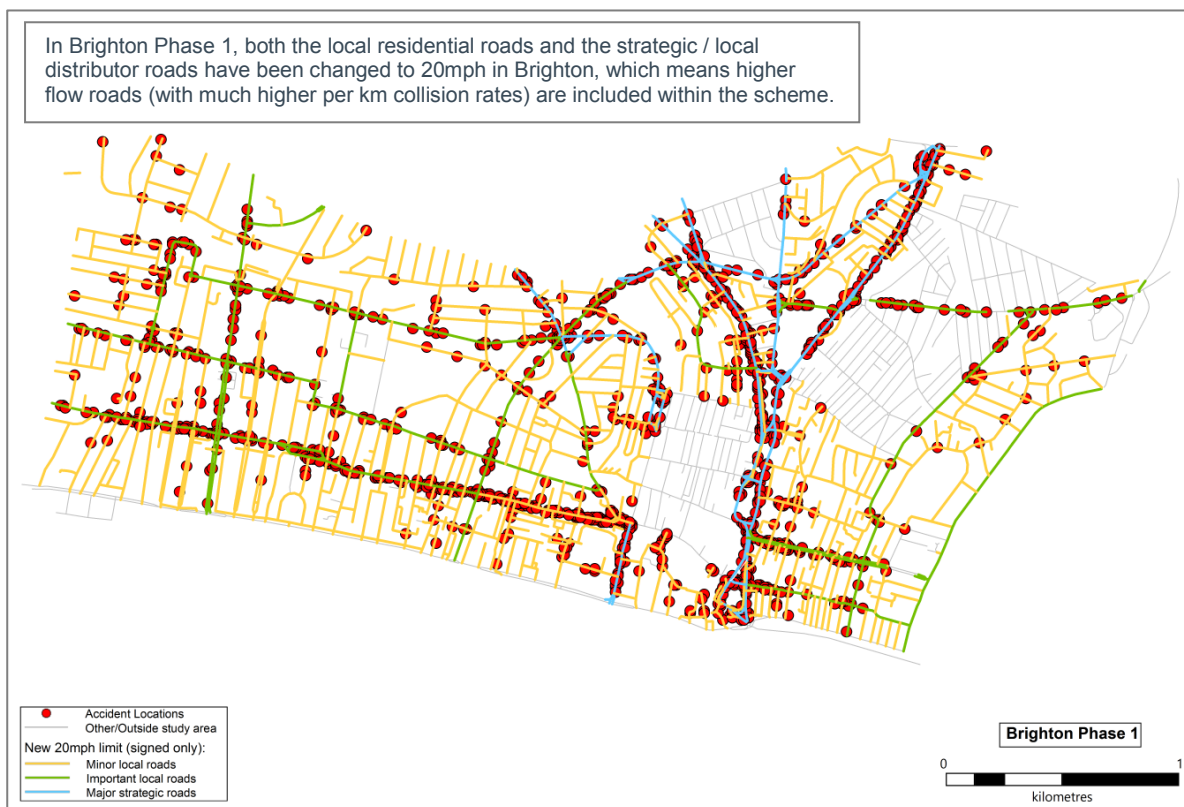 In Brighton Phase 1, both the local residential roads and the strategic / local
distributor roads have been changed to 20mph in Brighton, which means higher
flow roads (with much higher per km collision rates) are included within the scheme.
Accident Locations
Other/Outside study area
New 20mph limit (signed only):
Minor local roads
Important local roads
Major strategic roads
Brighton Phase 1
0 1
kilometres